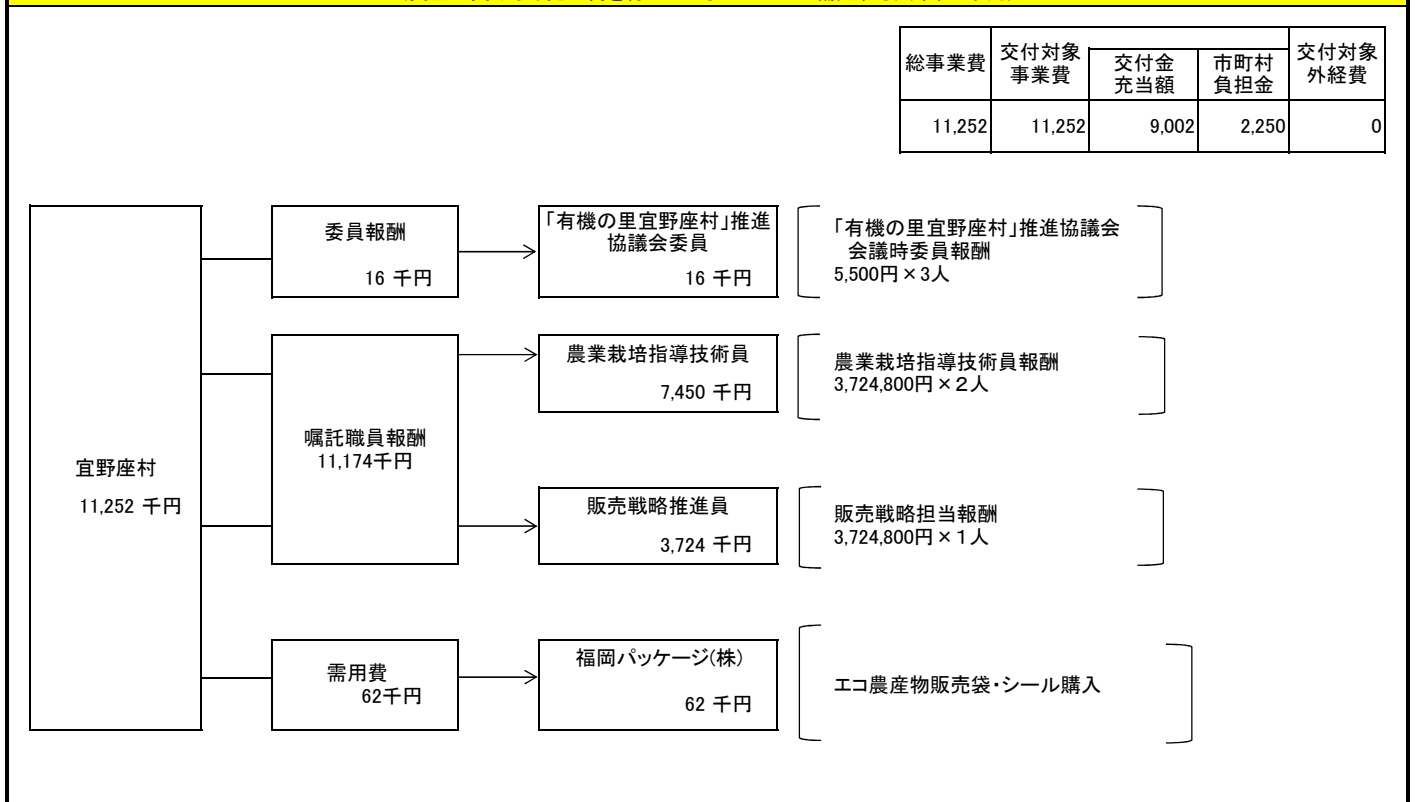 総事業費
交付対象
事業費
交付金
充当額
市町村
負担金
交付対象
外経費
11,252
11,252
9,002
2,250
0
宜野座村
11,252 千円
委員報酬
16 千円
「有機の里宜野座村」推進
協議会委員
16 千円
「有機の里宜野座村」推進協議会
会議時委員報酬
5,500円×3人
嘱託職員報酬
11,174千円
農業栽培指導技術員
7,450 千円
農業栽培指導技術員報酬
3,724,800円×２人
販売戦略推進員
3,724 千円
販売戦略担当報酬
3,724,800円×１人
需用費
62千円
福岡パッケージ(株)
62 千円
エコ農産物販売袋・シール購入